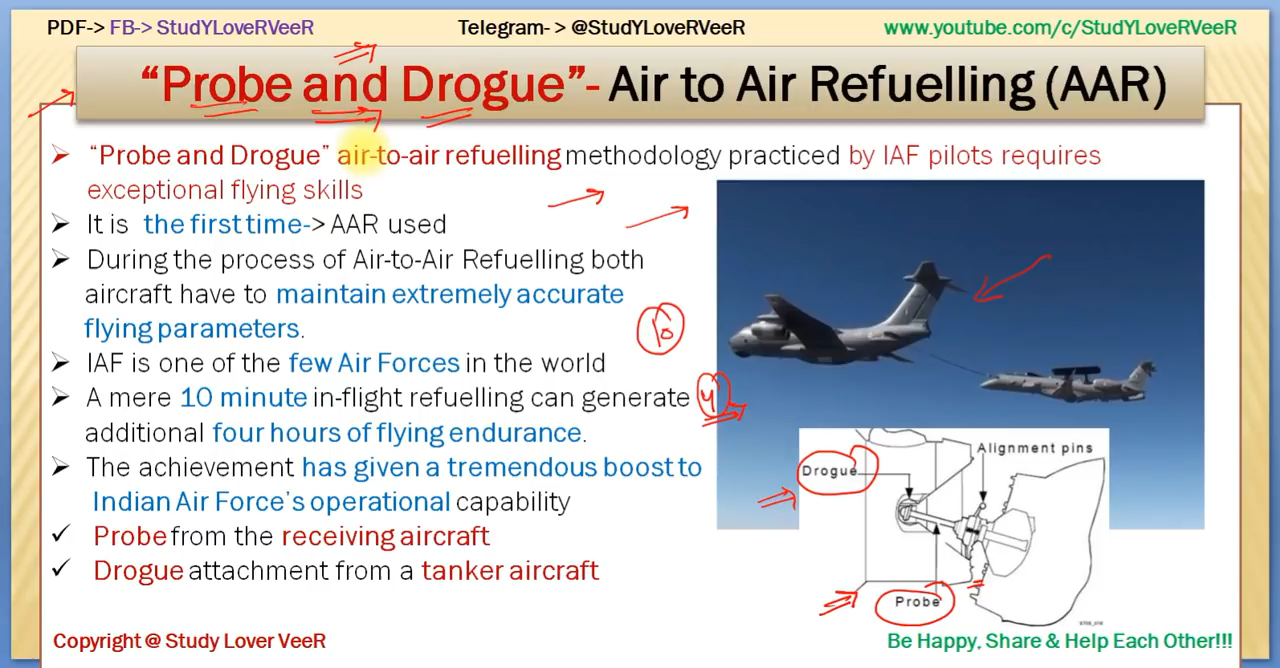 PDF-> FB-> StudYLoveRVeeR Telegram- > @StudYLoveRVeeR www.youtube.com/c/StudYLoveRVeeR
“Probe and Drogue”- Air to Air Refuelling (AAR)
“Probe and Drogue” air-to-air refuelling methodology practiced by IAF pilots requires
exceptional flying skills
It is the first time-> AAR used
During the process of Air-to-Air Refuelling both
aircraft have to maintain extremely accurate
flying parameters.
10
IAF is one of the few Air Forces in the world
A mere 10 minute in-flight refuelling can generate
4
additional four hours of flying endurance.
The achievement has given a tremendous boost to
Indian Air Force’s operational capability
Probe from the receiving aircraft
Drogue attachment from a tanker aircraft
Alignment pins
Drogue
Probe
Copyright @ Study Lover VeeR Be Happy, Share & Help Each Other!!!